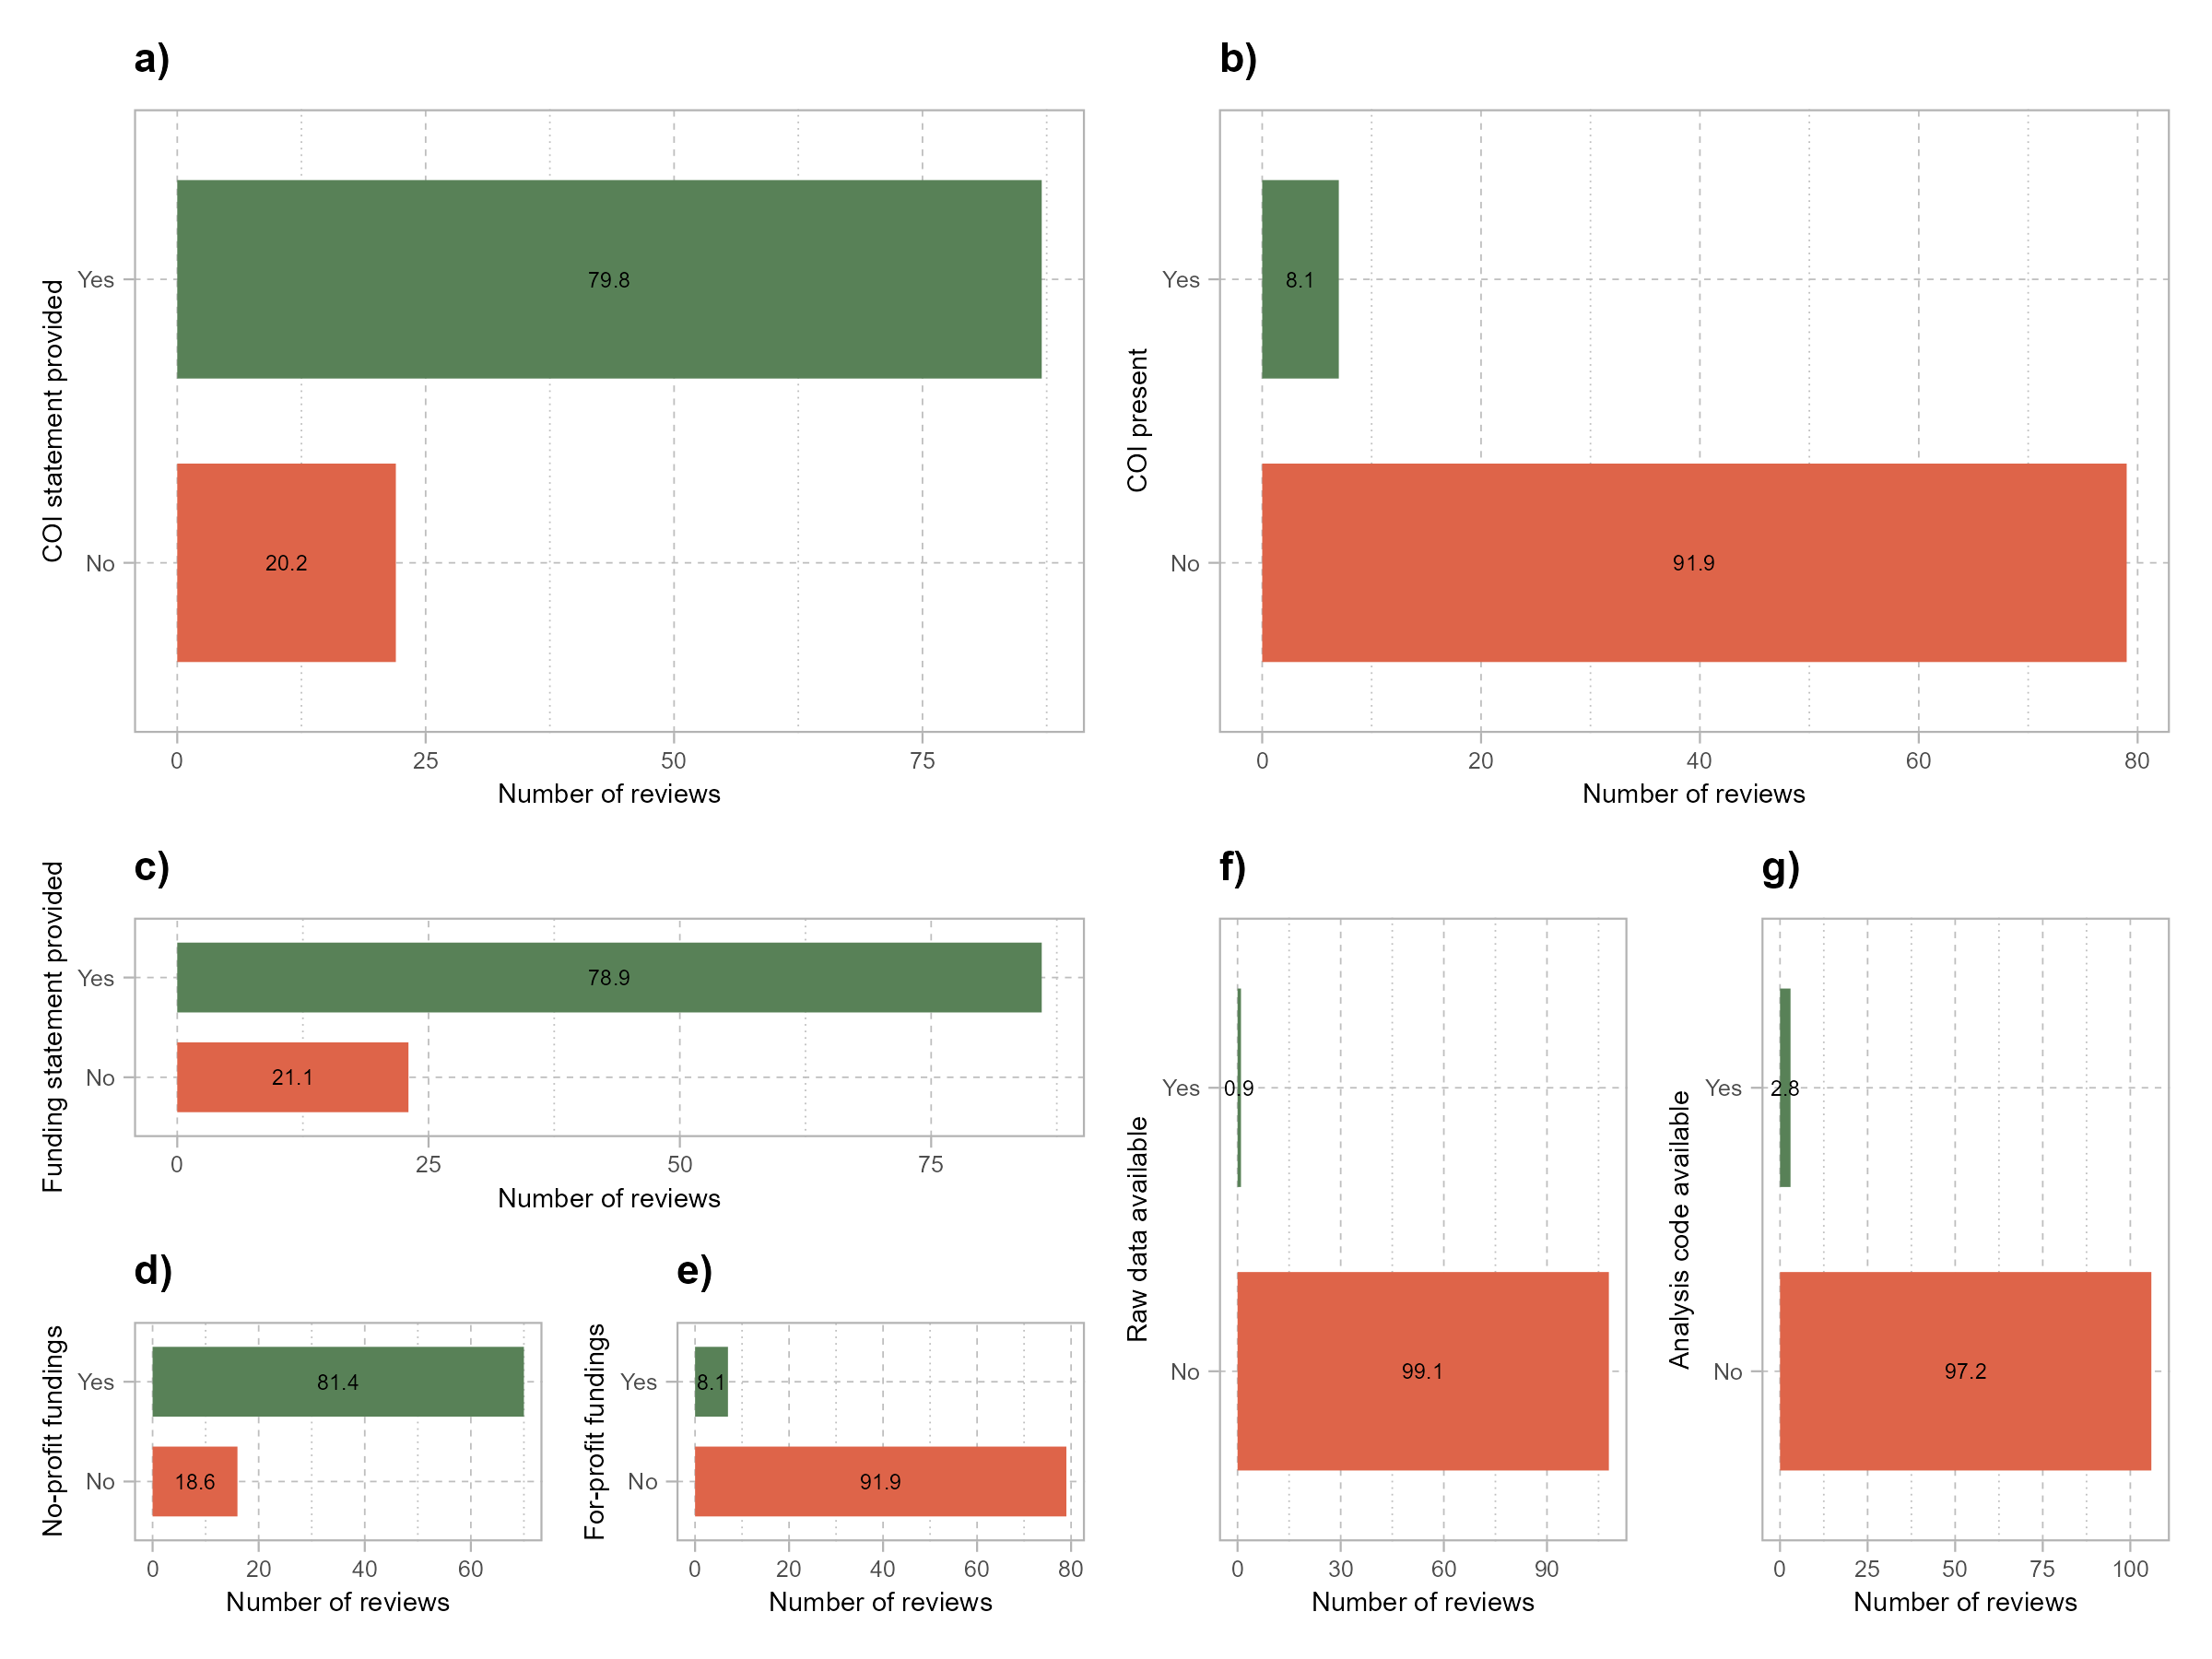 a)
COI statement provided
Yes
79.8
No
20.2
0 25 50 75
Number of reviews
b)
COI present
Yes
8.1
No
91.9
0 20 40 60 80
Number of reviews
c)
Funding statement provided
Yes
78.9
No
21.1
0 25 50 75
Number of reviews
d)
No-profit fundings
Yes
81.4
No
18.6
0 20 40 60
Number of reviews
e)
For-profit fundings
Yes
8.1
No
91.9
0 20 40 60 80
Number of reviews
f)
Raw data available
Yes
0.9
No
99.1
0 30 60 90
Number of reviews
g)
Analysis code available
Yes
2.8
No
97.2
0 25 50 75 100
Number of reviews